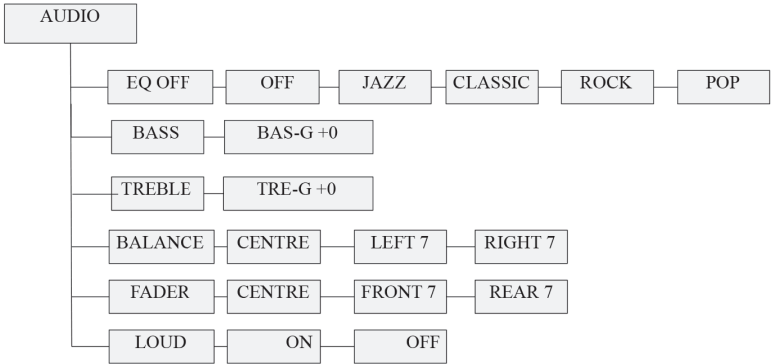 AUDIO
EQ OFF OFF JAZZ CLASSIC ROCK POP
BASS BAS-G +0
TREBLE TRE-G +0
BALANCE CENTRE LEFT 7 RIGHT 7
FADER CENTRE FRONT 7 REAR 7
LOUD ON OFF